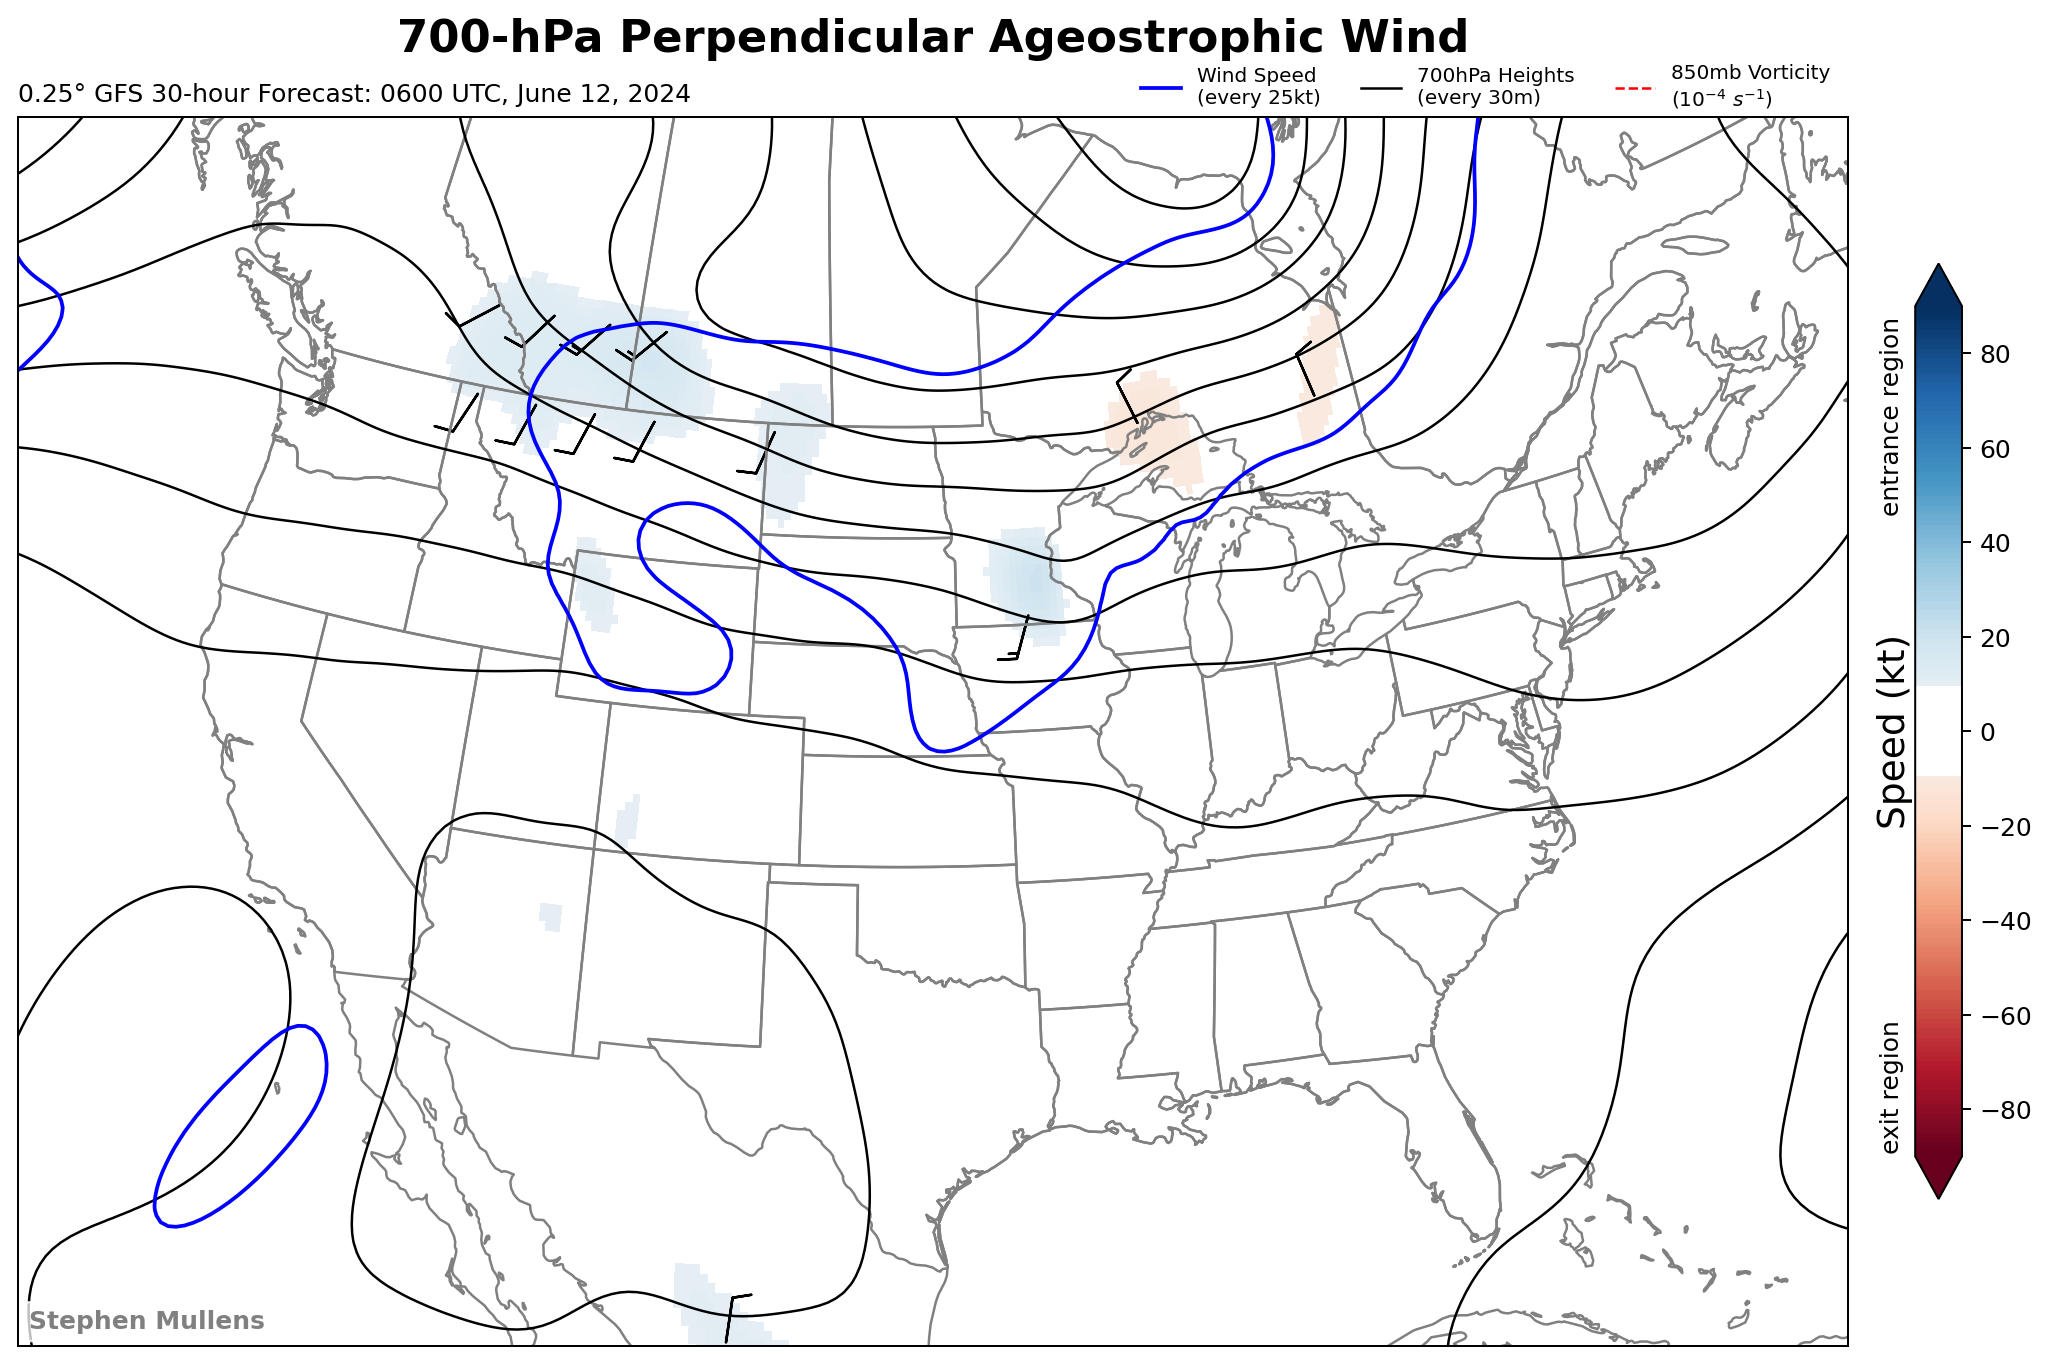 700-hPa Perpendicular Ageostrophic Wind
0.25° GFS 30-hour Forecast: 0600 UTC, June 12, 2024
Wind Speed
(every 25kt)
700hPa Heights
(every 30m)
850mb Vorticity
(10⁻⁴ s⁻¹)
entrance region
Speed (kt)
exit region
80
60
40
20
0
−20
−40
−60
−80
Stephen Mullens